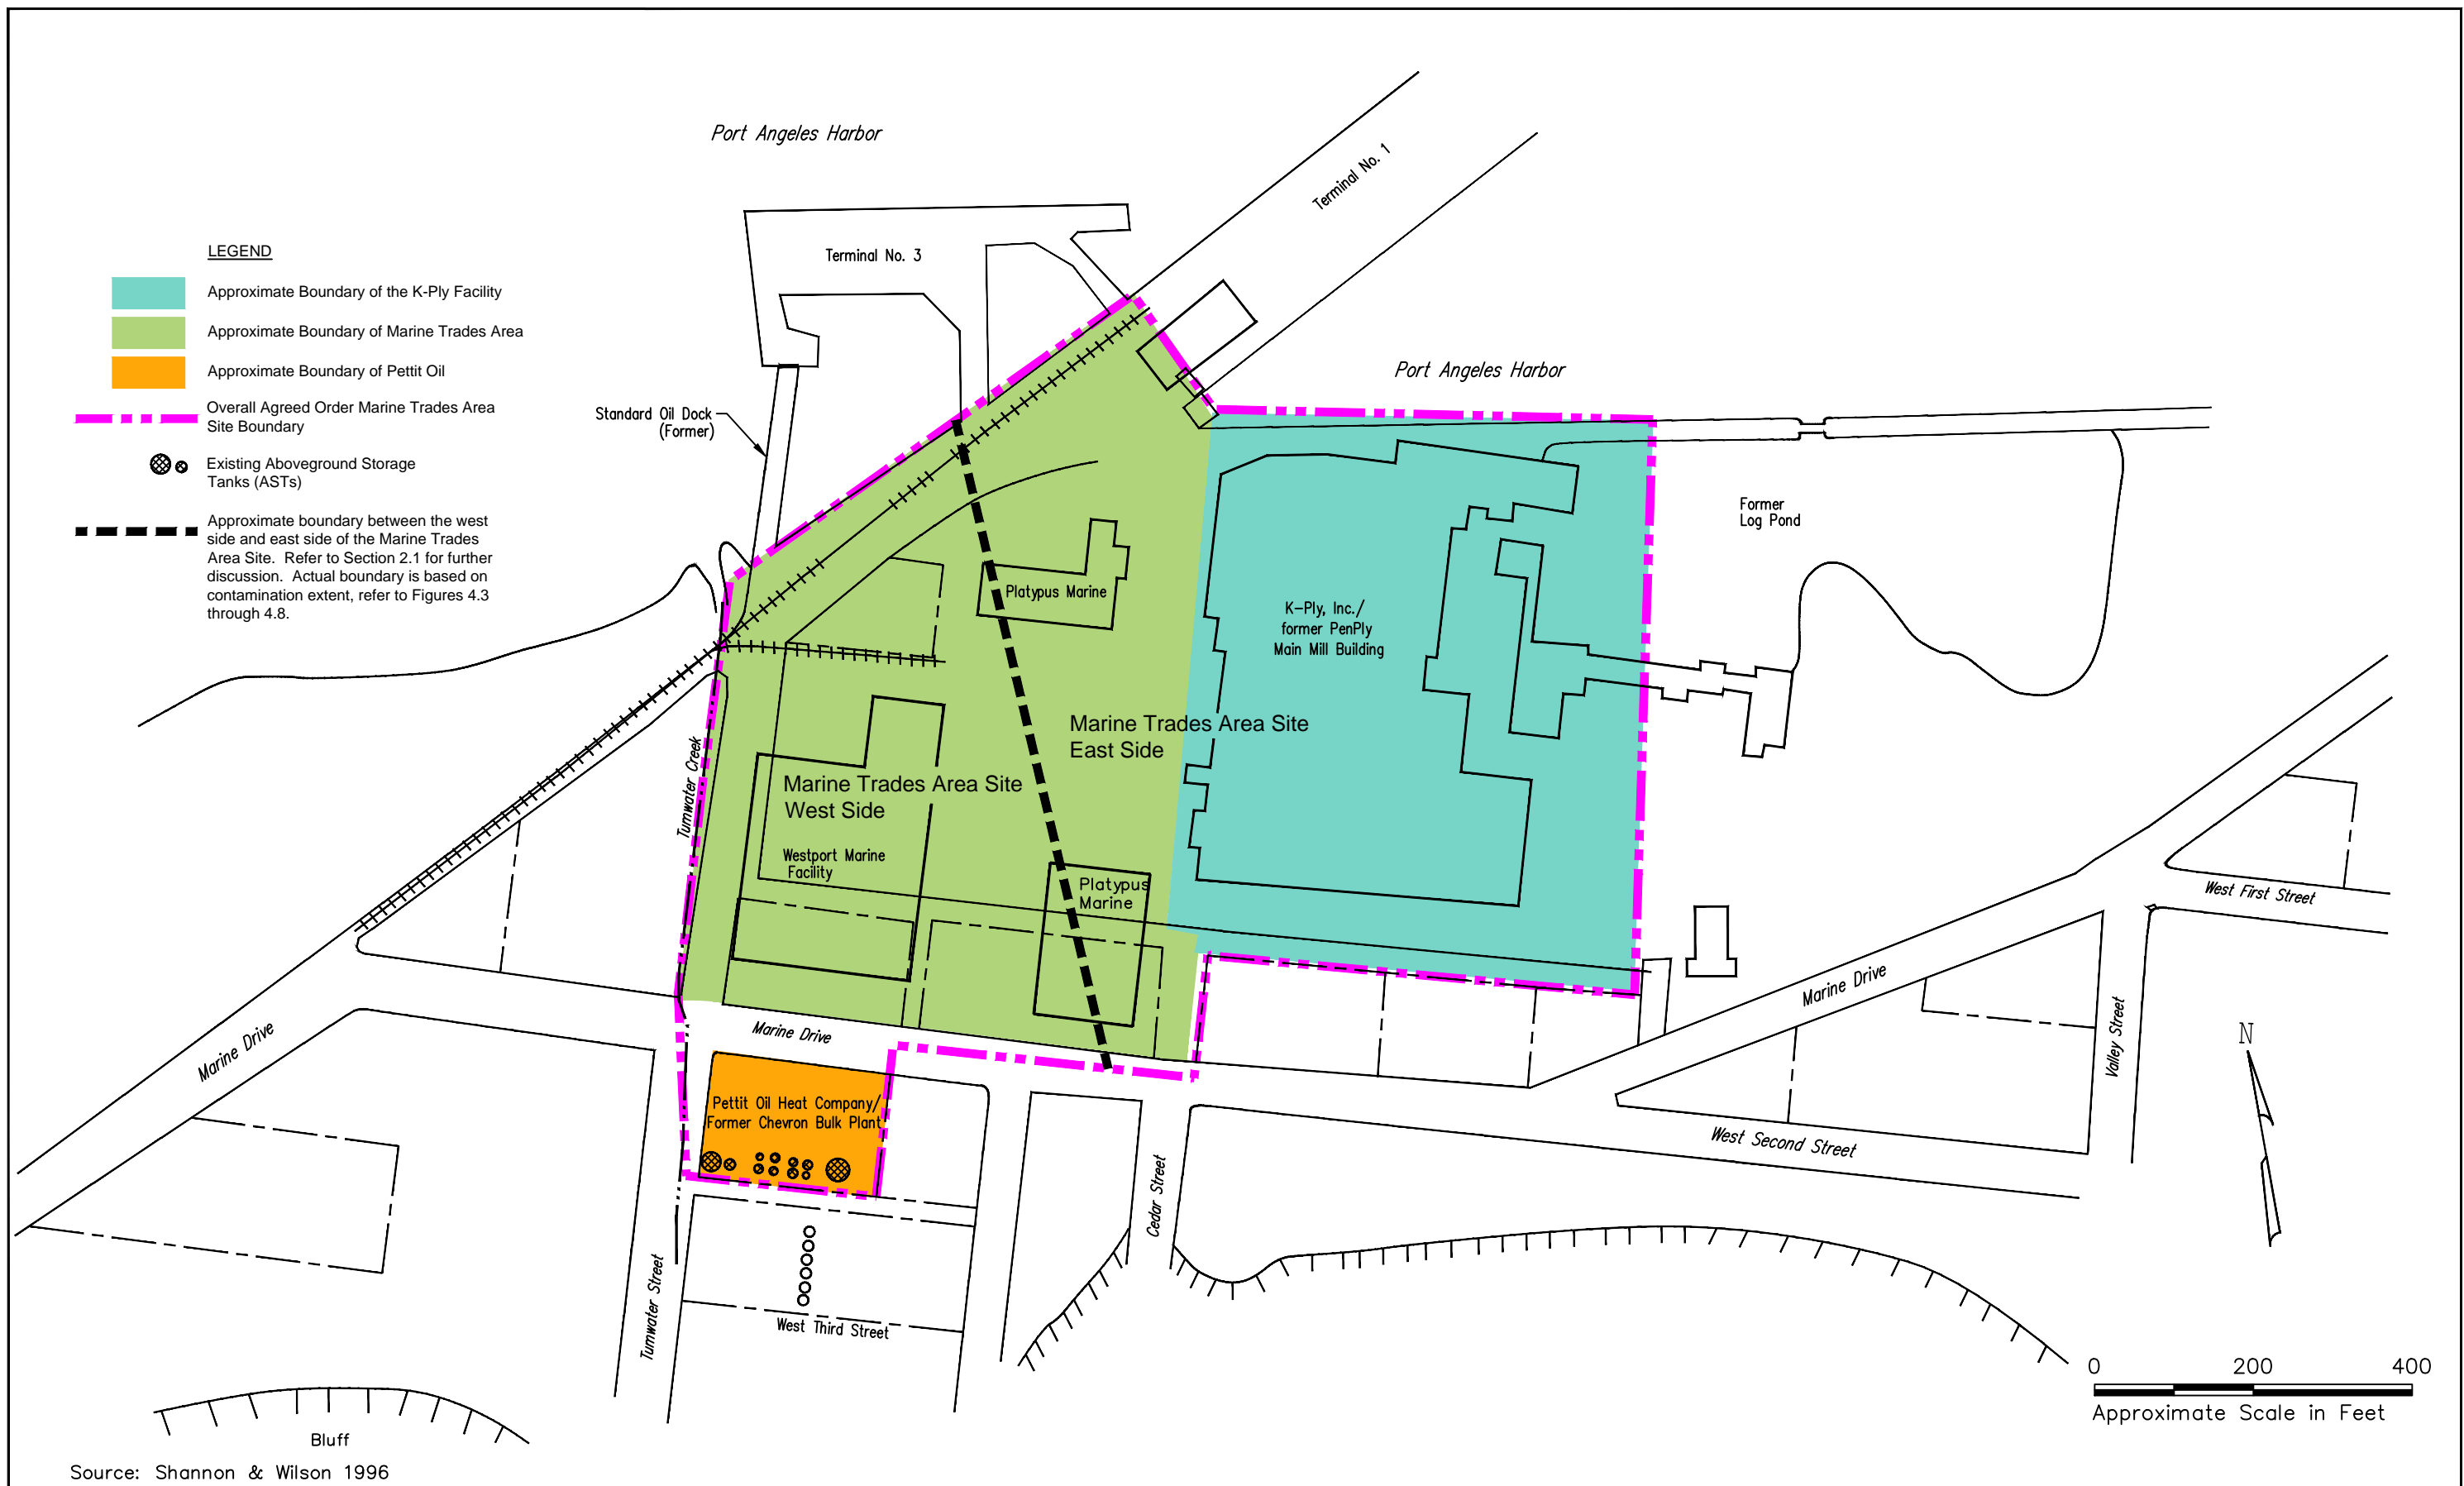 Port Angeles Harbor
Terminal No. 1
Terminal No. 3
LEGEND
Approximate Boundary of the K-Ply Facility
Approximate Boundary of Marine Trades Area
Approximate Boundary of Pettit Oil
Overall Agreed Order Marine Trades Area
Site Boundary
Existing Aboveground Storage
Tanks (ASTs)
Approximate boundary between the west
side and east side of the Marine Trades
Area Site.  Refer to Section 2.1 for further
discussion.  Actual boundary is based on
contamination extent, refer to Figures 4.3
through 4.8.
Port Angeles Harbor
Standard Oil Dock
(Former)
Former
Log Pond
Platypus Marine
K-Ply, Inc./
former PenPly
Main Mill Building
Marine Trades Area Site
East Side
Tumwater Creek
Marine Trades Area Site
West Side
Westport Marine
Facility
Platypus
Marine
West First Street
Marine Drive
Marine Drive
Marine Drive
Valley Street
N
Pettit Oil Heat Company/
Former Chevron Bulk Plant
West Second Street
Cedar Street
Tumwater Street
West Third Street
0 200 400
Approximate Scale in Feet
Bluff
Source: Shannon & Wilson 1996